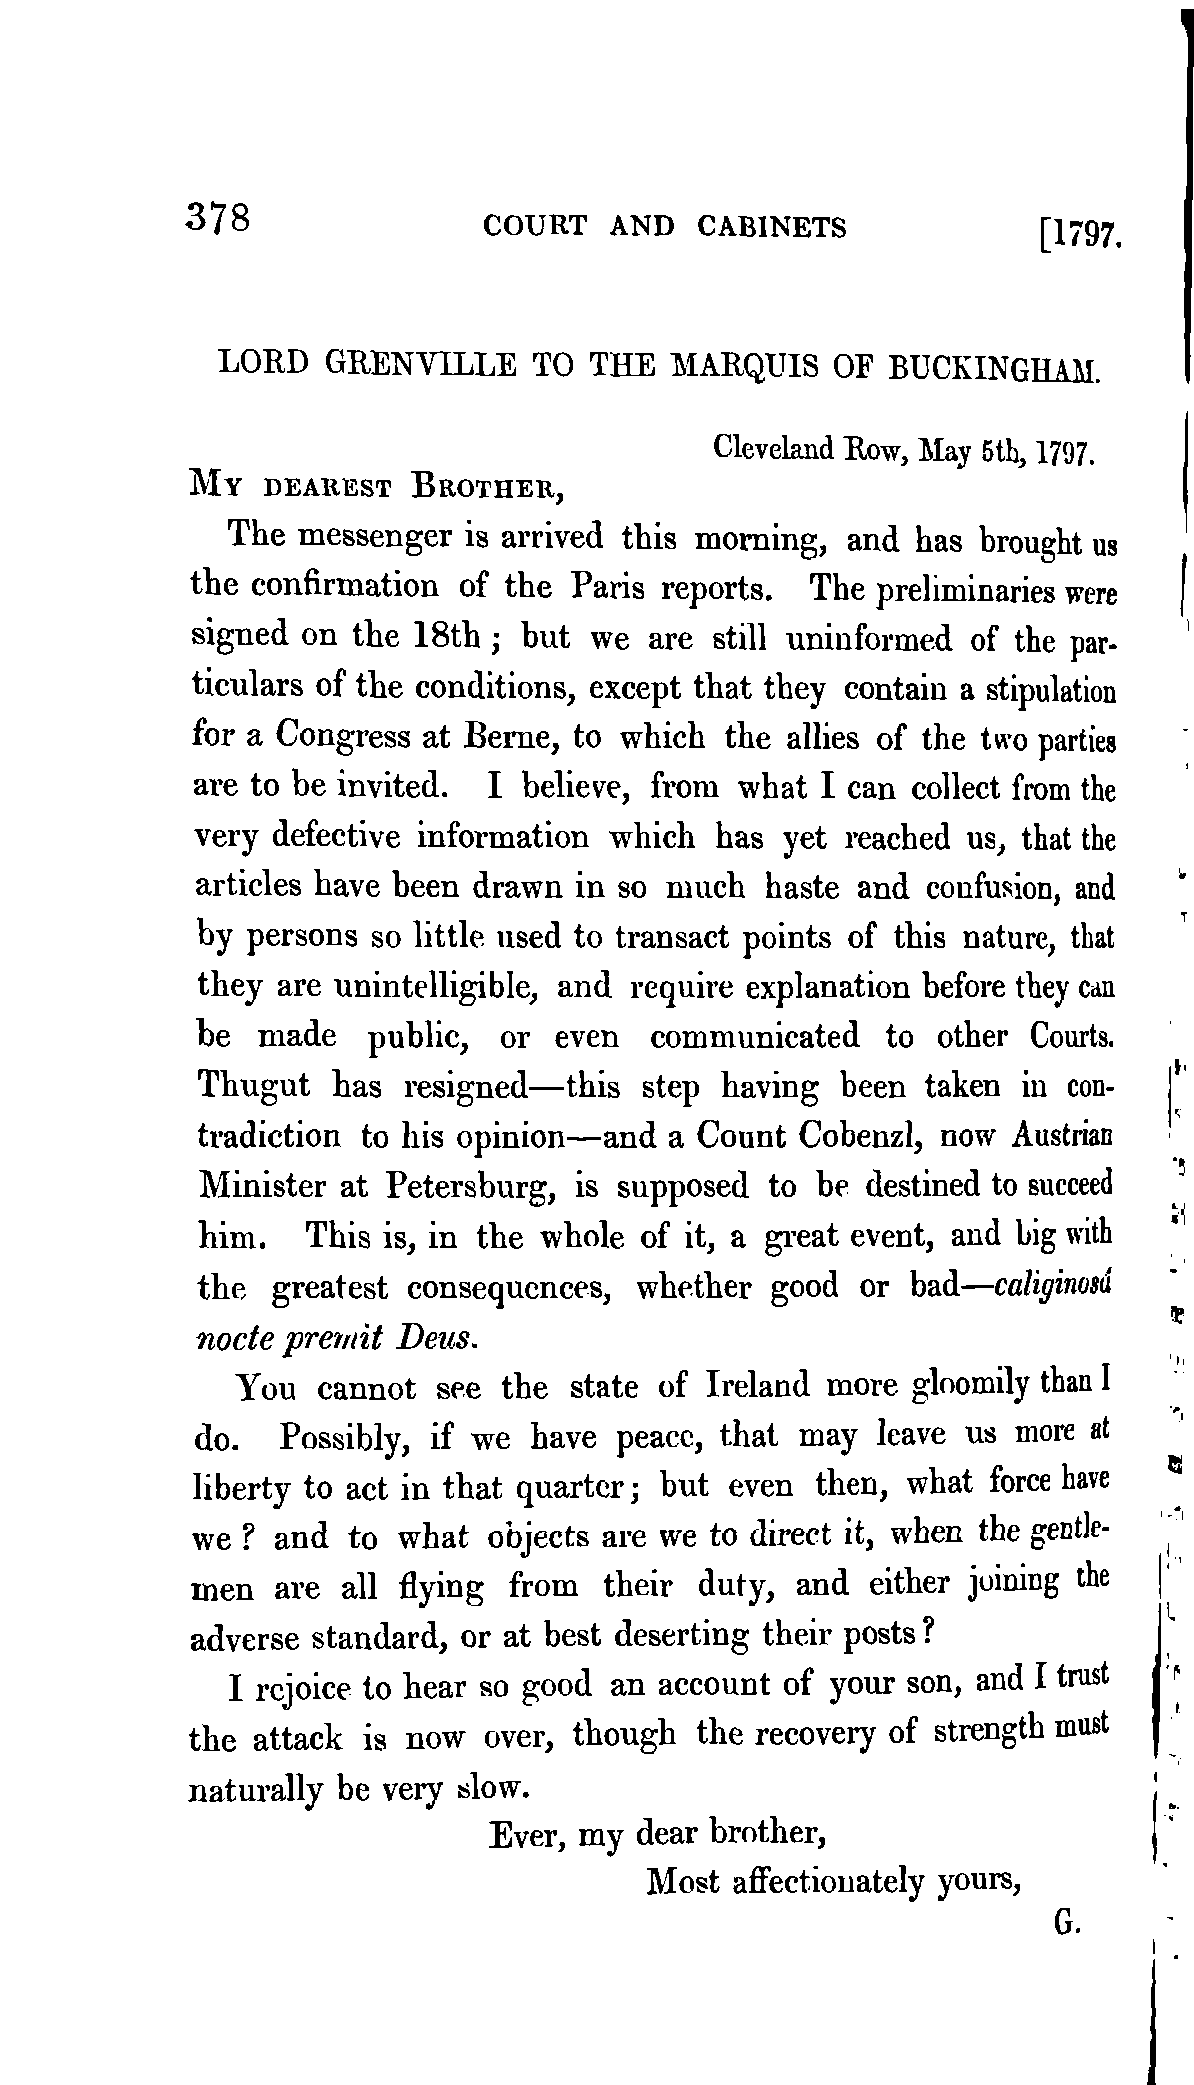 378 COURT AND CABINETS [1797.
LORD GRENVILLE TO THE MARQUIS OF BUCKINGHAM.
Cleveland Row, May 5th, 1797.
MY DEAREST BROTHER,
The messenger is arrived this morning, and has brought us
the confirmation of the Paris reports. The preliminaries were
signed on the 18th ; but we are still uninformed of the par-
ticulars of the conditions, except that they contain a stipulation
for a Congress at Berne, to which the allies of the two parties
are to be invited. I believe, from what I can collect from the
very defective information which has yet reached us, that the
articles have been drawn in so much haste and confusion, and
by persons so little used to transact points of this nature, that
they are unintelligible, and require explanation before they can
be made public, or even communicated to other Courts.
Thugut has resigned—this step having been taken in con-
tradiction to his opinion—and a Count Cobenzl, now Austrian
Minister at Petersburg, is supposed to be destined to succeed
him. This is, in the whole of it, a great event, and big with
the greatest consequences, whether good or bad—caliginosâ
nocte premit Deus.
You cannot see the state of Ireland more gloomily than I
do. Possibly, if we have peace, that may leave us more at
liberty to act in that quarter; but even then, what force have
we ? and to what objects are we to direct it, when the gentle-
men are all flying from their duty, and either joining the
adverse standard, or at best deserting their posts ?
I rejoice to hear so good an account of your son, and I trust
the attack is now over, though the recovery of strength must
naturally be very slow.
Ever, my dear brother,
Most affectionately yours,
G.